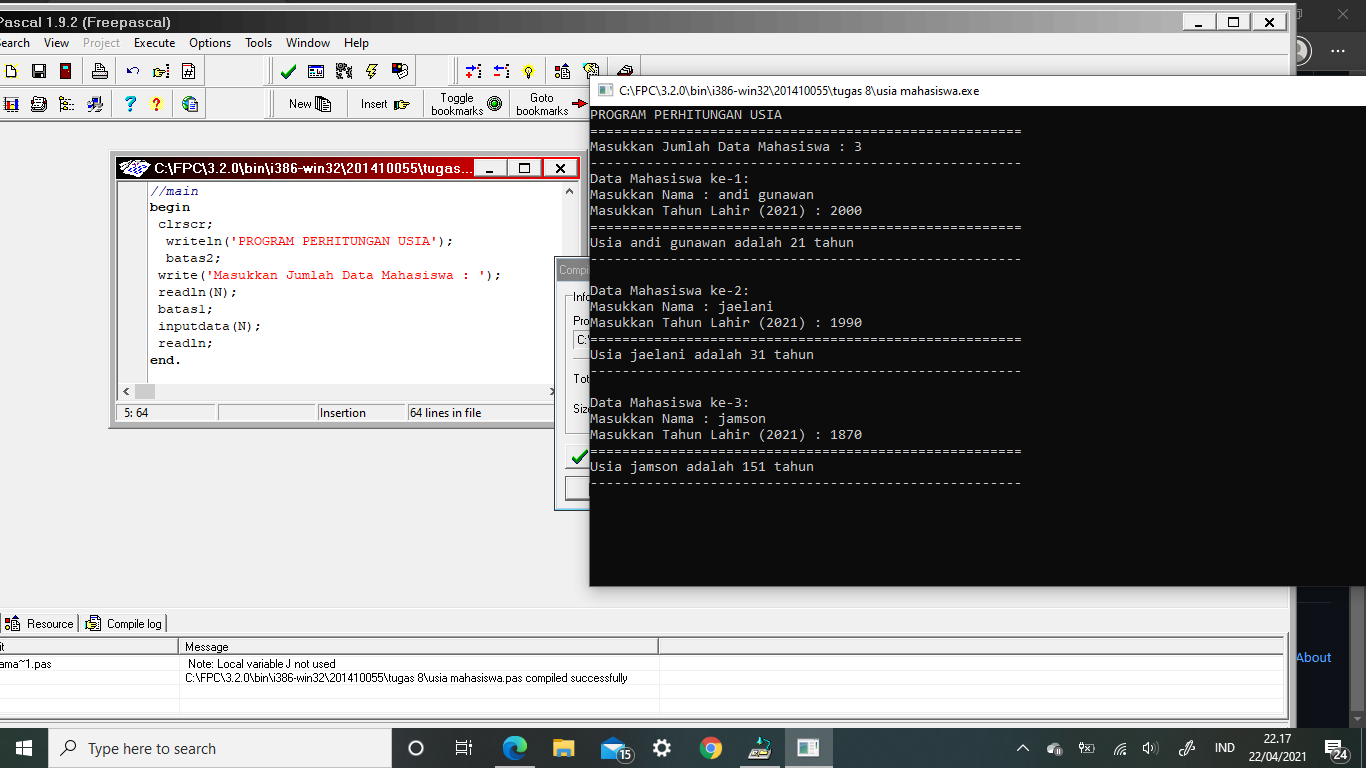 Pascal 1.9.2 (Freepascal)
Search View Project Execute Options Tools Window Help
New Insert Toggle bookmarks Goto bookmarks
C:\FPC\3.2.0\bin\i386-win32\201410055\tugas...
//main
begin
clrscr;
writeln('PROGRAM PERHITUNGAN USIA');
batas2;
write('Masukkan Jumlah Data Mahasiswa : ');
readln(N);
batas1;
inputdata(N);
readln;
end.
5: 64 Insertion 64 lines in file
C:\FPC\3.2.0\bin\i386-win32\201410055\tugas 8\usia mahasiswa.exe
PROGRAM PERHITUNGAN USIA
======================================================
Masukkan Jumlah Data Mahasiswa : 3
------------------------------------------------------
Data Mahasiswa ke-1:
Masukkan Nama : andi gunawan
Masukkan Tahun Lahir (2021) : 2000
======================================================
Usia andi gunawan adalah 21 tahun
------------------------------------------------------
Data Mahasiswa ke-2:
Masukkan Nama : jaelani
Masukkan Tahun Lahir (2021) : 1990
======================================================
Usia jaelani adalah 31 tahun
------------------------------------------------------
Data Mahasiswa ke-3:
Masukkan Nama : jamson
Masukkan Tahun Lahir (2021) : 1870
======================================================
Usia jamson adalah 151 tahun
------------------------------------------------------
Resource Compile log
Message
ama~1.pas Note: Local variable J not used
C:\FPC\3.2.0\bin\i386-win32\201410055\tugas 8\usia mahasiswa.pas compiled successfully
About
Type here to search
15
IND
22.17
22/04/2021
24